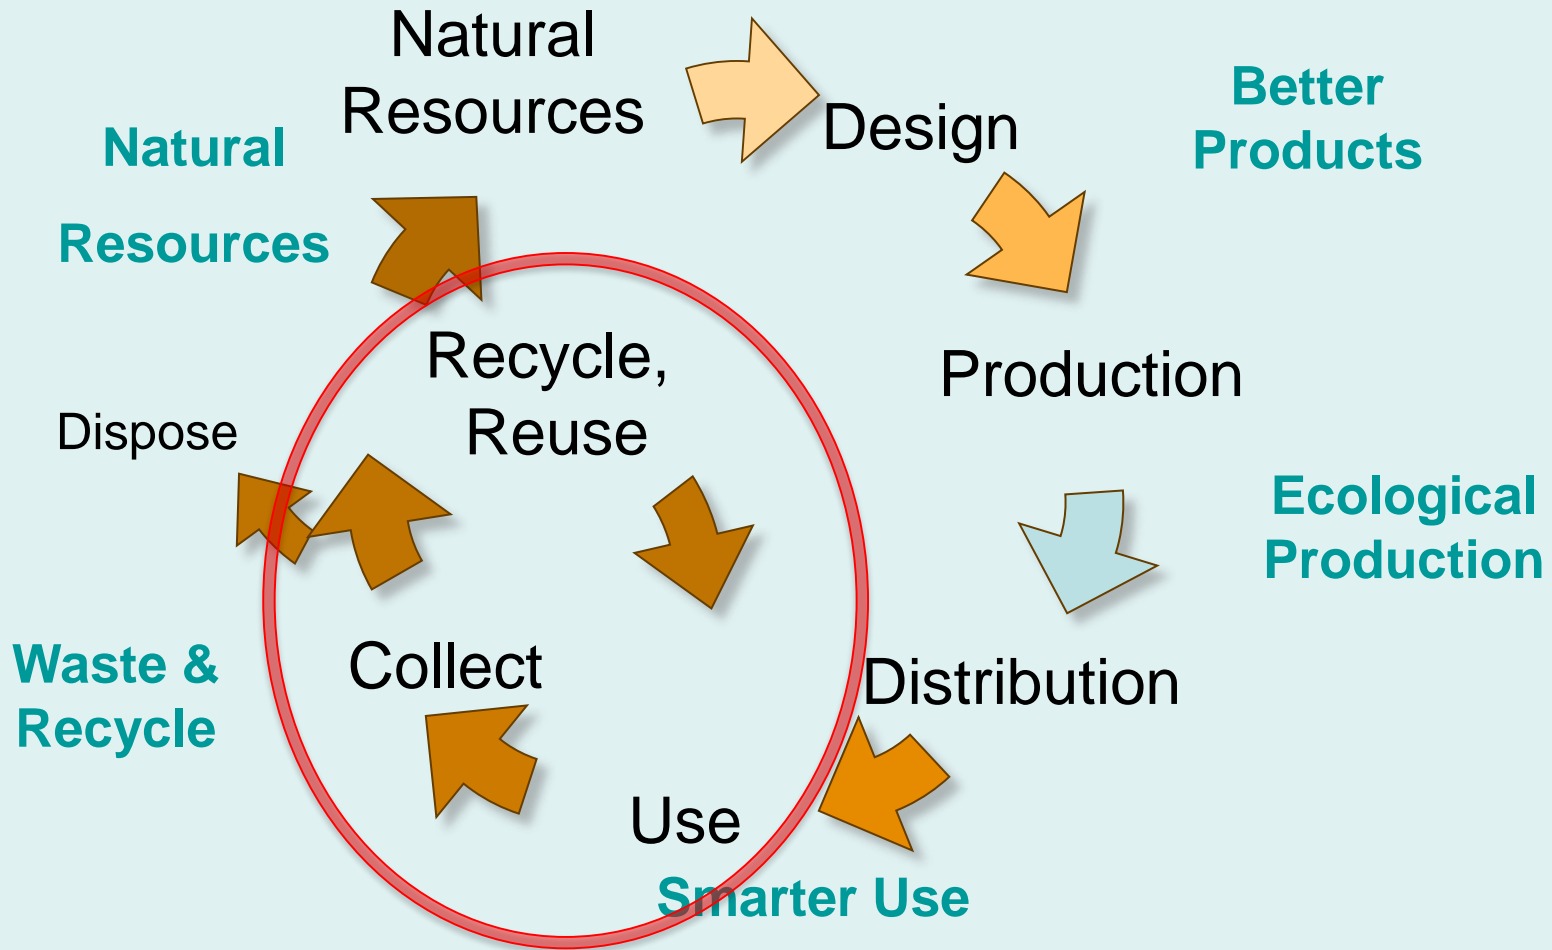 Natural
Resources
Design
Better
Products
Natural
Resources
Recycle,
Reuse
Production
Dispose
Ecological
Production
Collect
Distribution
Waste &
Recycle
Use
Smarter Use